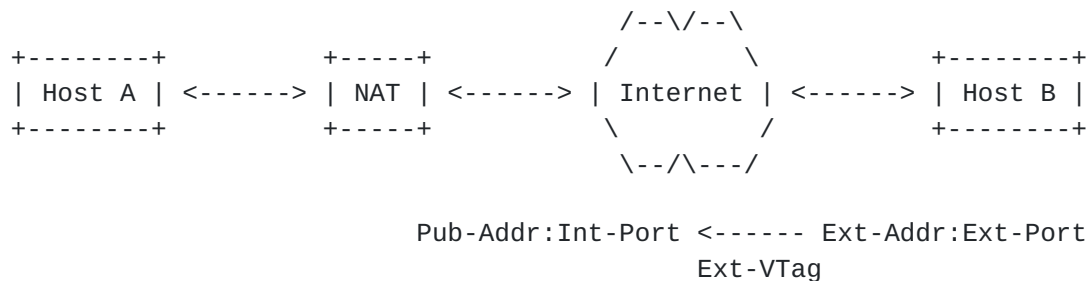 /--\/--\
+--------+ +-----+ / \ +--------+
| Host A | <------> | NAT | <------> | Internet | <------> | Host B |
+--------+ +-----+ \ / +--------+
\--/\---/
Pub-Addr:Int-Port <------ Ext-Addr:Ext-Port
Ext-VTag